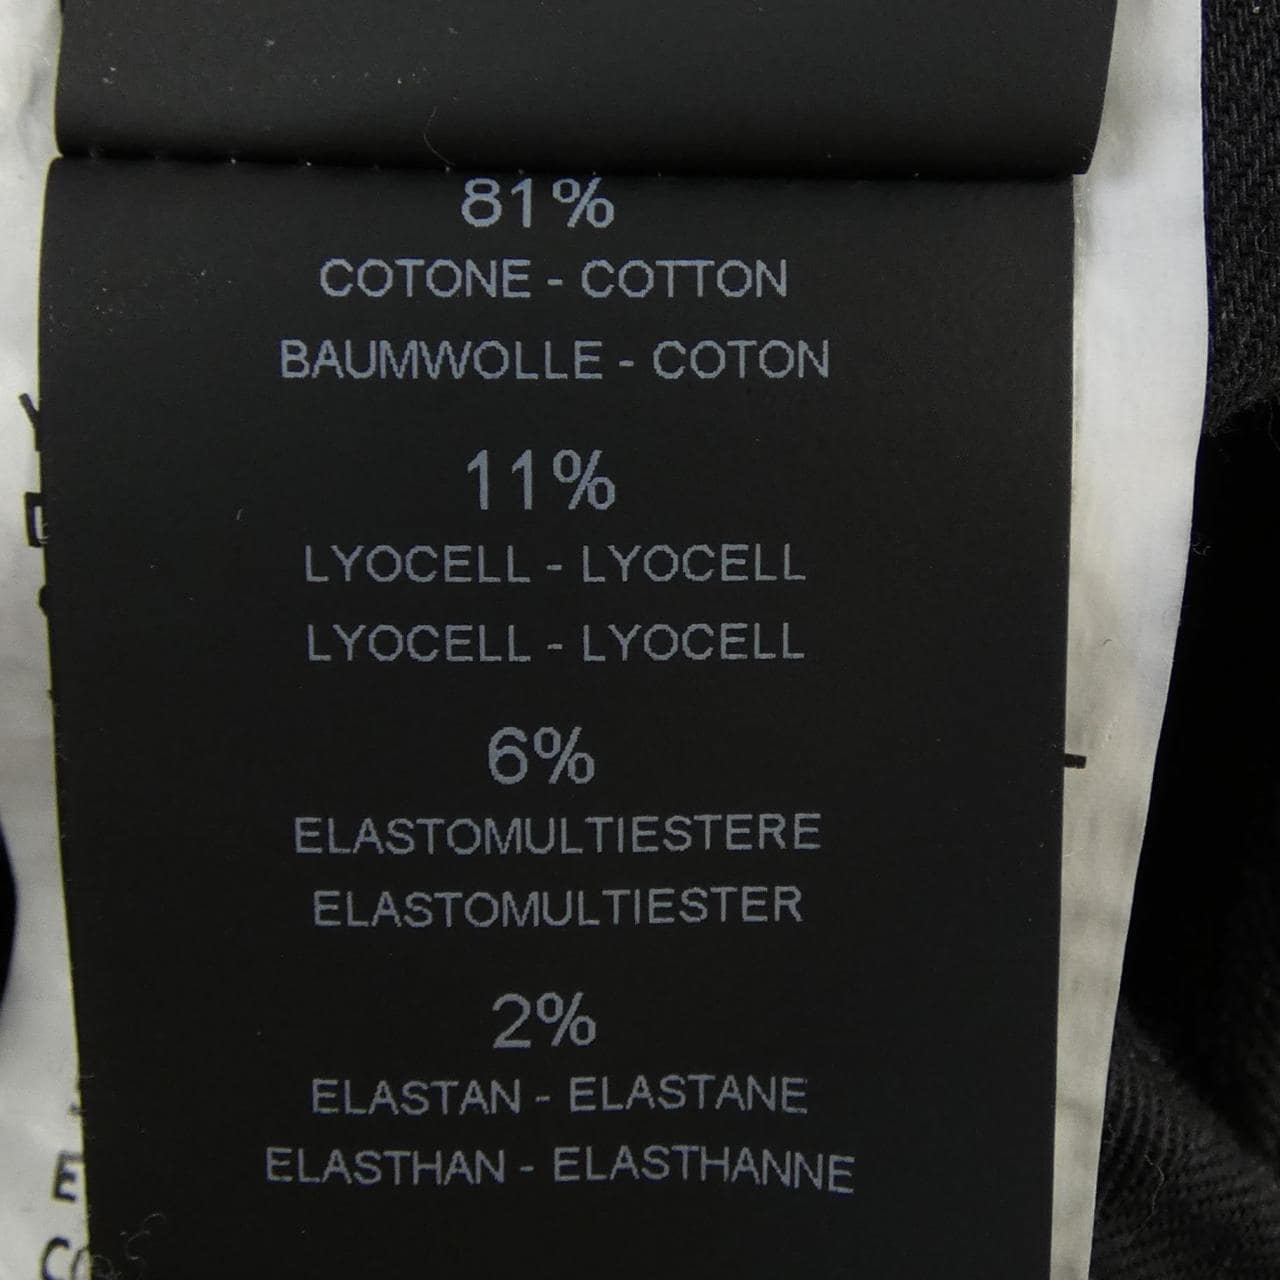 81%
COTONE - COTTON
BAUMWOLLE - COTON
11%
LYOCELL - LYOCELL
LYOCELL - LYOCELL
6%
ELASTOMULTIESTERE
ELASTOMULTIESTER
2%
ELASTAN - ELASTANE
ELASTHAN - ELASTHANNE